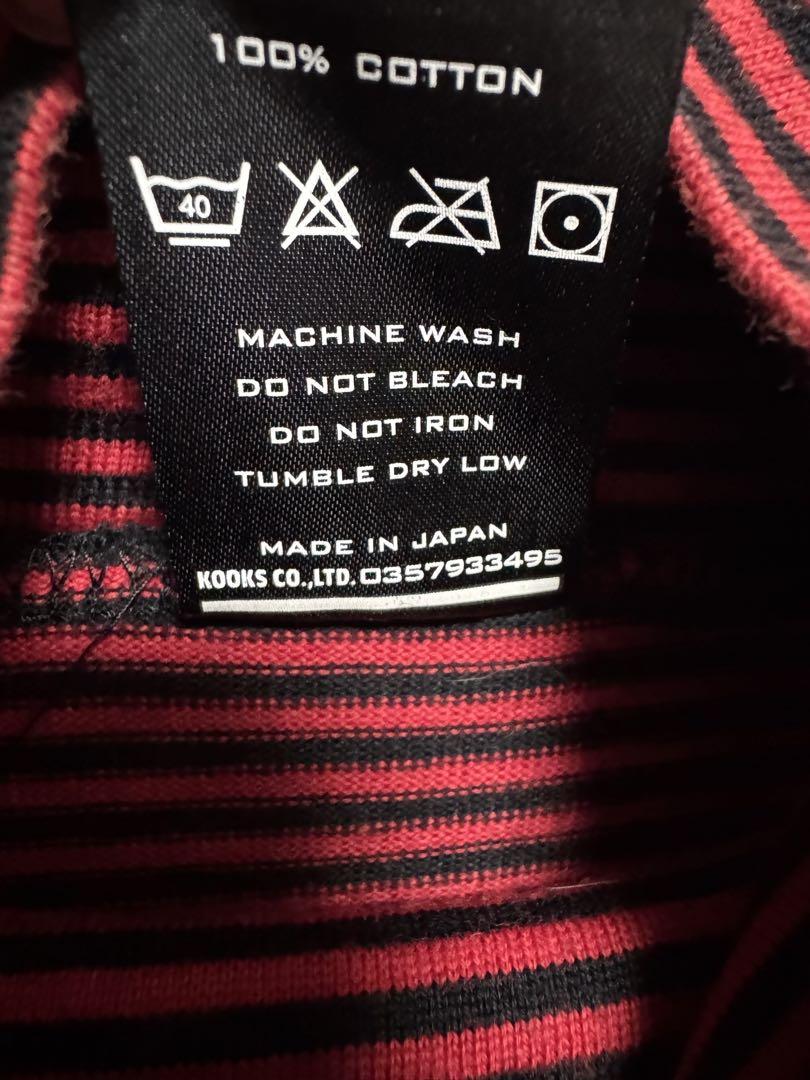 100% COTTON
40
MACHINE WASH
DO NOT BLEACH
DO NOT IRON
TUMBLE DRY LOW
MADE IN JAPAN
KOOKS CO.,LTD. 0357933495